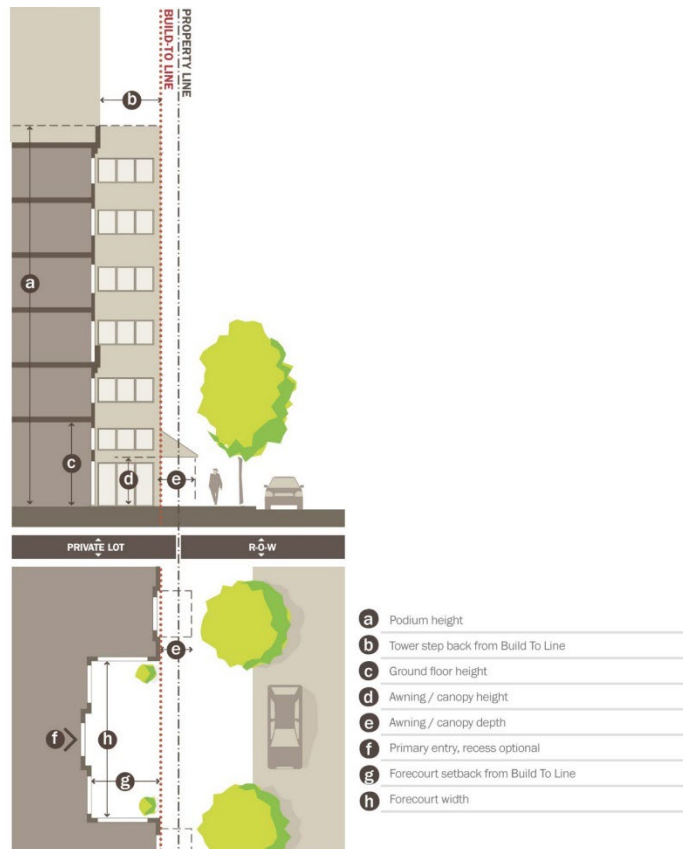 PROPERTY LINE
BUILD-TO LINE
b
a
c
d
e
PRIVATE LOT
R-O-W
e
f
h
g
a Podium height
b Tower step back from Build To Line
c Ground floor height
d Awning / canopy height
e Awning / canopy depth
f Primary entry, recess optional
g Forecourt setback from Build To Line
h Forecourt width